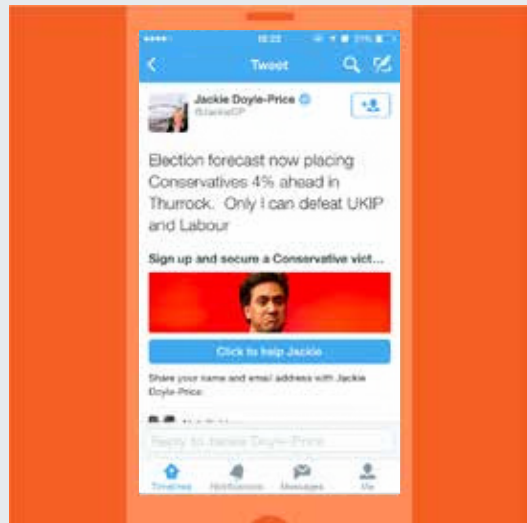 Tweet
Jackie Doyle-Price
@JackieDP
Election forecast now placing
Conservatives 4% ahead in
Thurrock. Only I can defeat UKIP
and Labour
Sign up and secure a Conservative vict...
Click to help Jackie
Share your name and email address with Jackie
Doyle-Price
Reply to Jackie Doyle-Price
Timelines Notifications Messages Me